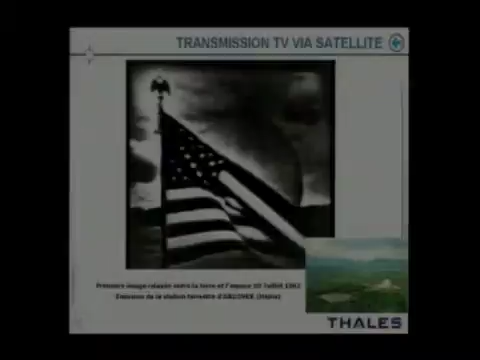 TRANSMISSION TV VIA SATELLITE
Première image relayée entre la terre et l'espace 10 Juillet 1962
Emission de la station terrestre d'ANDOVER (Maine)
THALES